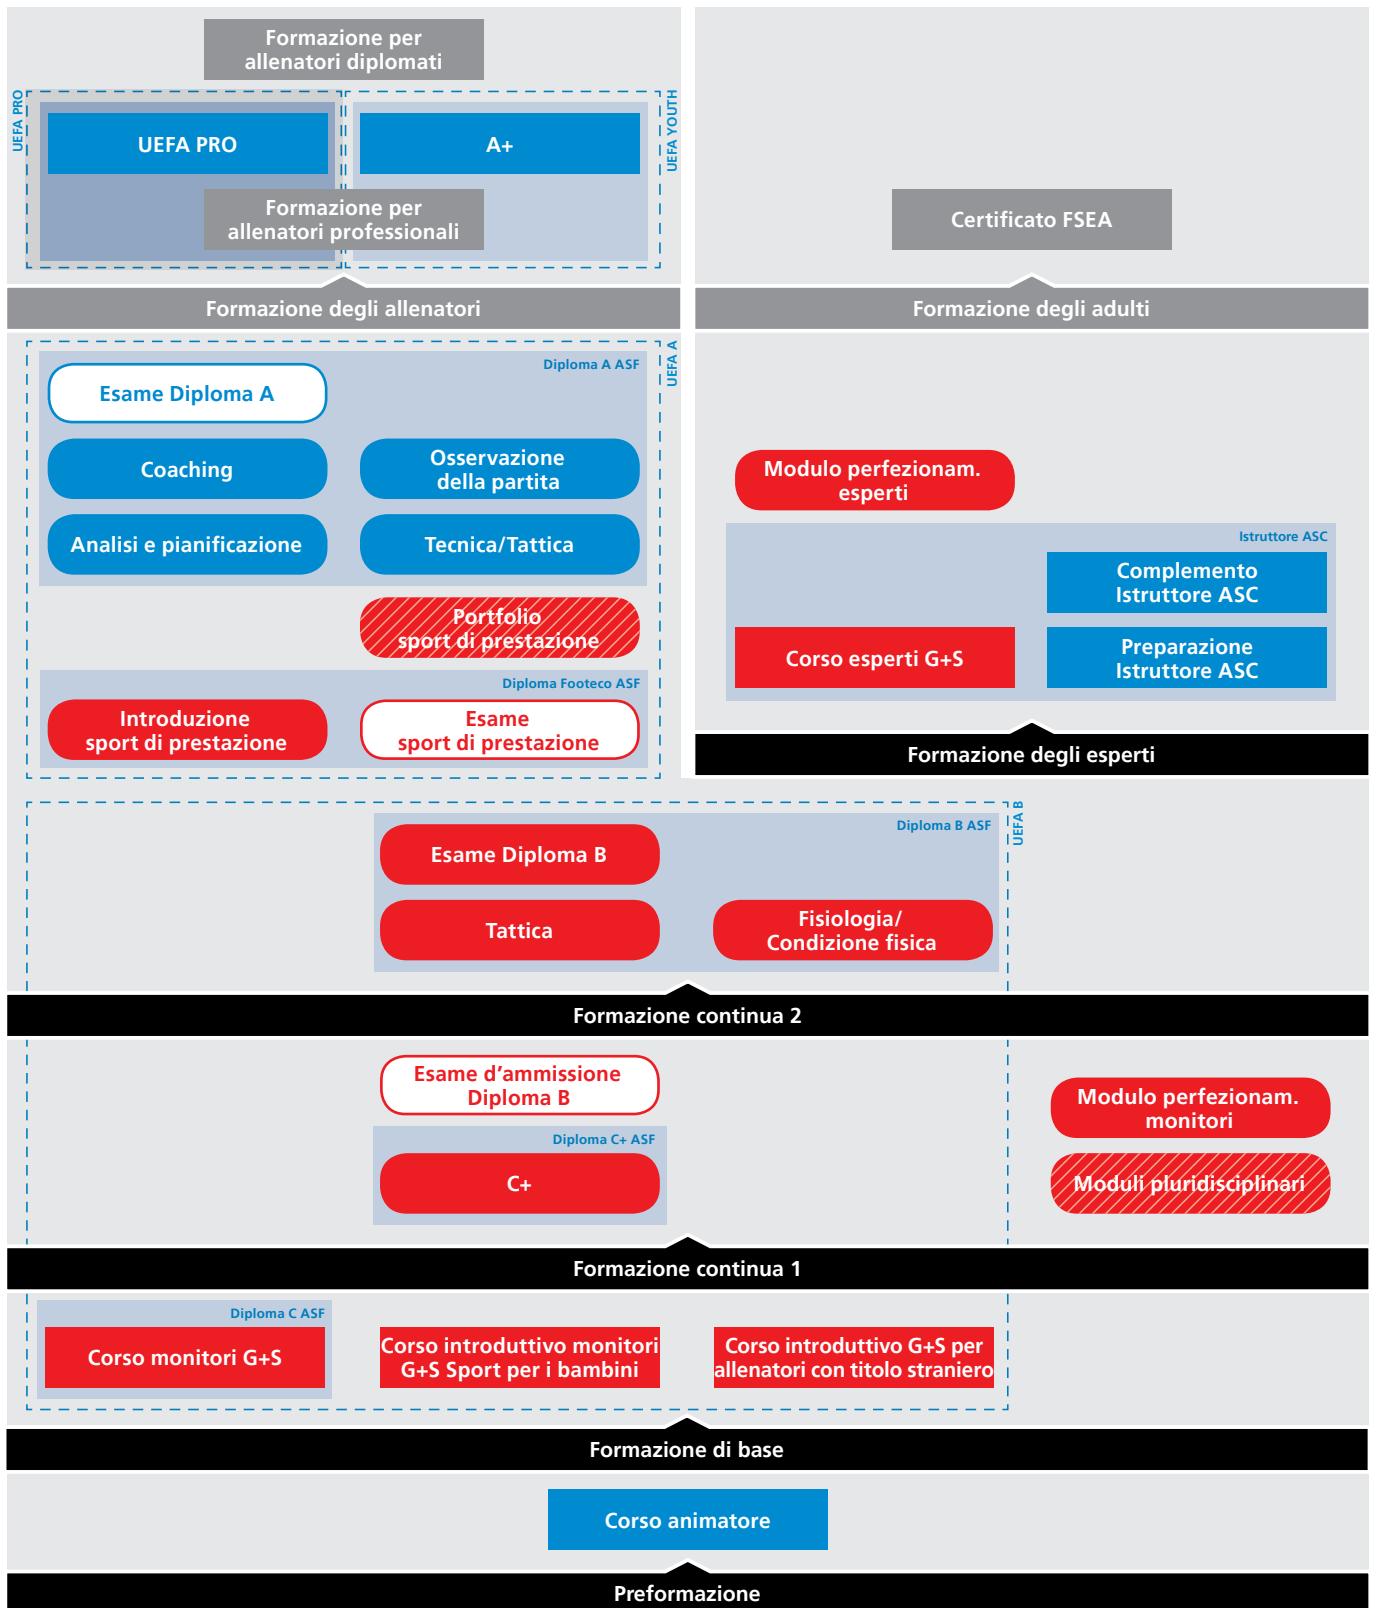 Formazione per
allenatori diplomati
UEFA PRO
UEFA PRO
A+
UEFA YOUTH
Formazione per
allenatori professionali
Certificato FSEA
Formazione degli allenatori
Formazione degli adulti
Diploma A ASF
UEFA A
Esame Diploma A
Coaching
Osservazione
della partita
Analisi e pianificazione
Tecnica/Tattica
Portfolio
sport di prestazione
Diploma Footeco ASF
Introduzione
sport di prestazione
Esame
sport di prestazione
Modulo perfezionam.
esperti
Istruttore ASC
Complemento
Istruttore ASC
Corso esperti G+S
Preparazione
Istruttore ASC
Formazione degli esperti
Diploma B ASF
UEFA B
Esame Diploma B
Tattica
Fisiologia/
Condizione fisica
Formazione continua 2
Esame d'ammissione
Diploma B
Diploma C+ ASF
C+
Modulo perfezionam.
monitori
Moduli pluridisciplinari
Formazione continua 1
Diploma C ASF
Corso monitori G+S
Corso introduttivo monitori
G+S Sport per i bambini
Corso introduttivo G+S per
allenatori con titolo straniero
Formazione di base
Corso animatore
Preformazione